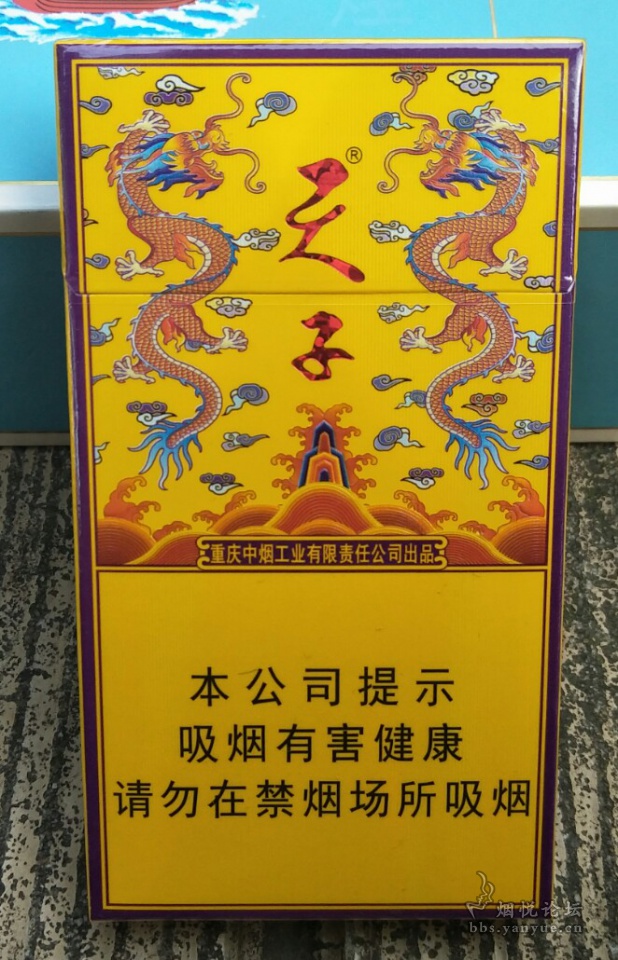 天子
®
重庆中烟工业有限责任公司出品
本公司提示
吸烟有害健康
请勿在禁烟场所吸烟
烟悦论坛
bbs.yanyue.cn